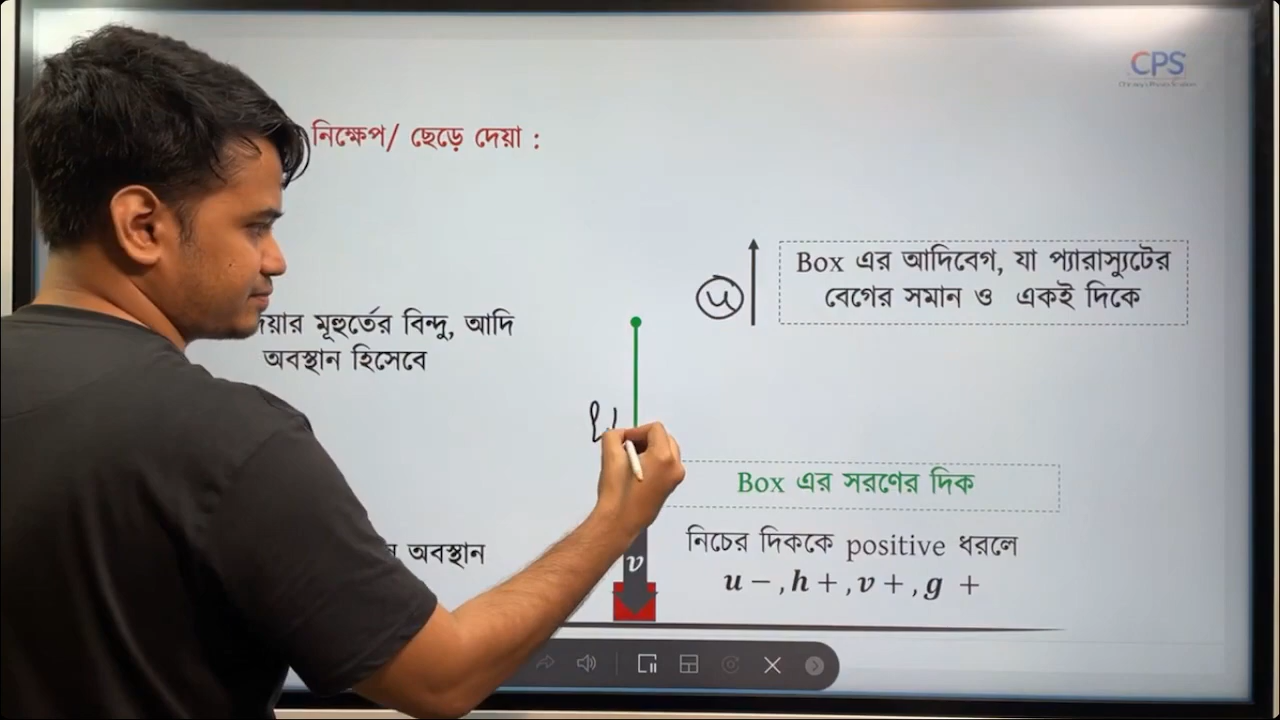 নিক্ষেপ/ ছেড়ে দেয়া :
CPS
u
Box এর আদিবেগ, যা প্যারাস্যুটের
বেগের সমান ও একই দিকে
মূহুর্তের বিন্দু, আদি
অবস্থান হিসেবে
Box এর সরণের দিক
অবস্থান
v
নিচের দিককে positive ধরলে
u − , h + , v + , g +